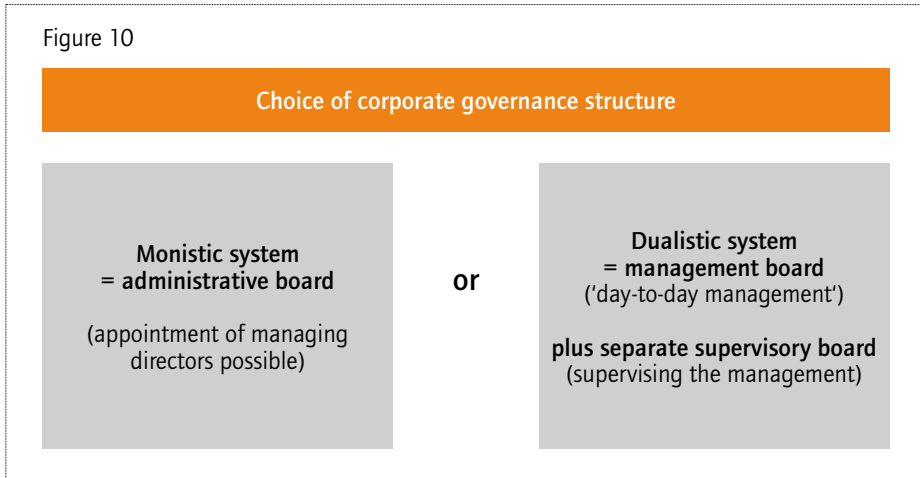 Figure 10
Choice of corporate governance structure
Monistic system
= administrative board
(appointment of managing
directors possible)
or
Dualistic system
= management board
(‘day-to-day management‘)
plus separate supervisory board
(supervising the management)